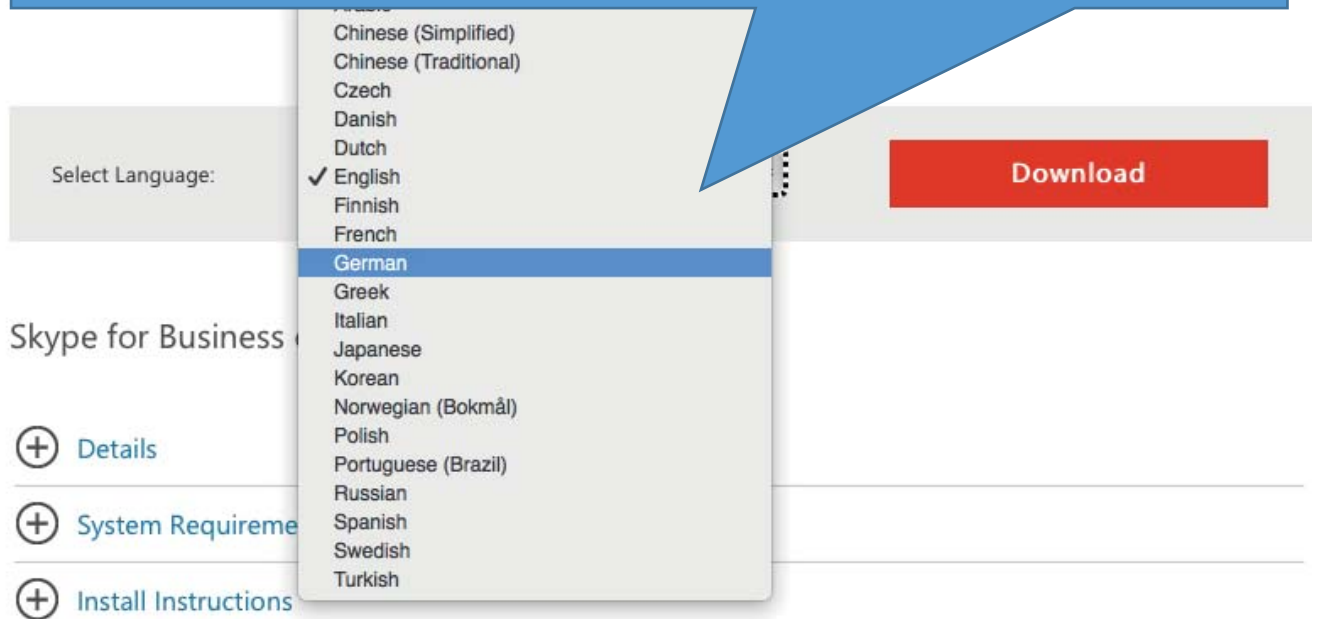 Chinese (Simplified)
Chinese (Traditional)
Czech
Danish
Dutch
Select Language:
✓ English
Download
Finnish
French
German
Greek
Italian
Skype for Business
Japanese
Korean
Norwegian (Bokmål)
Polish
Details
Portuguese (Brazil)
Russian
System Requireme
Spanish
Swedish
Turkish
Install Instructions